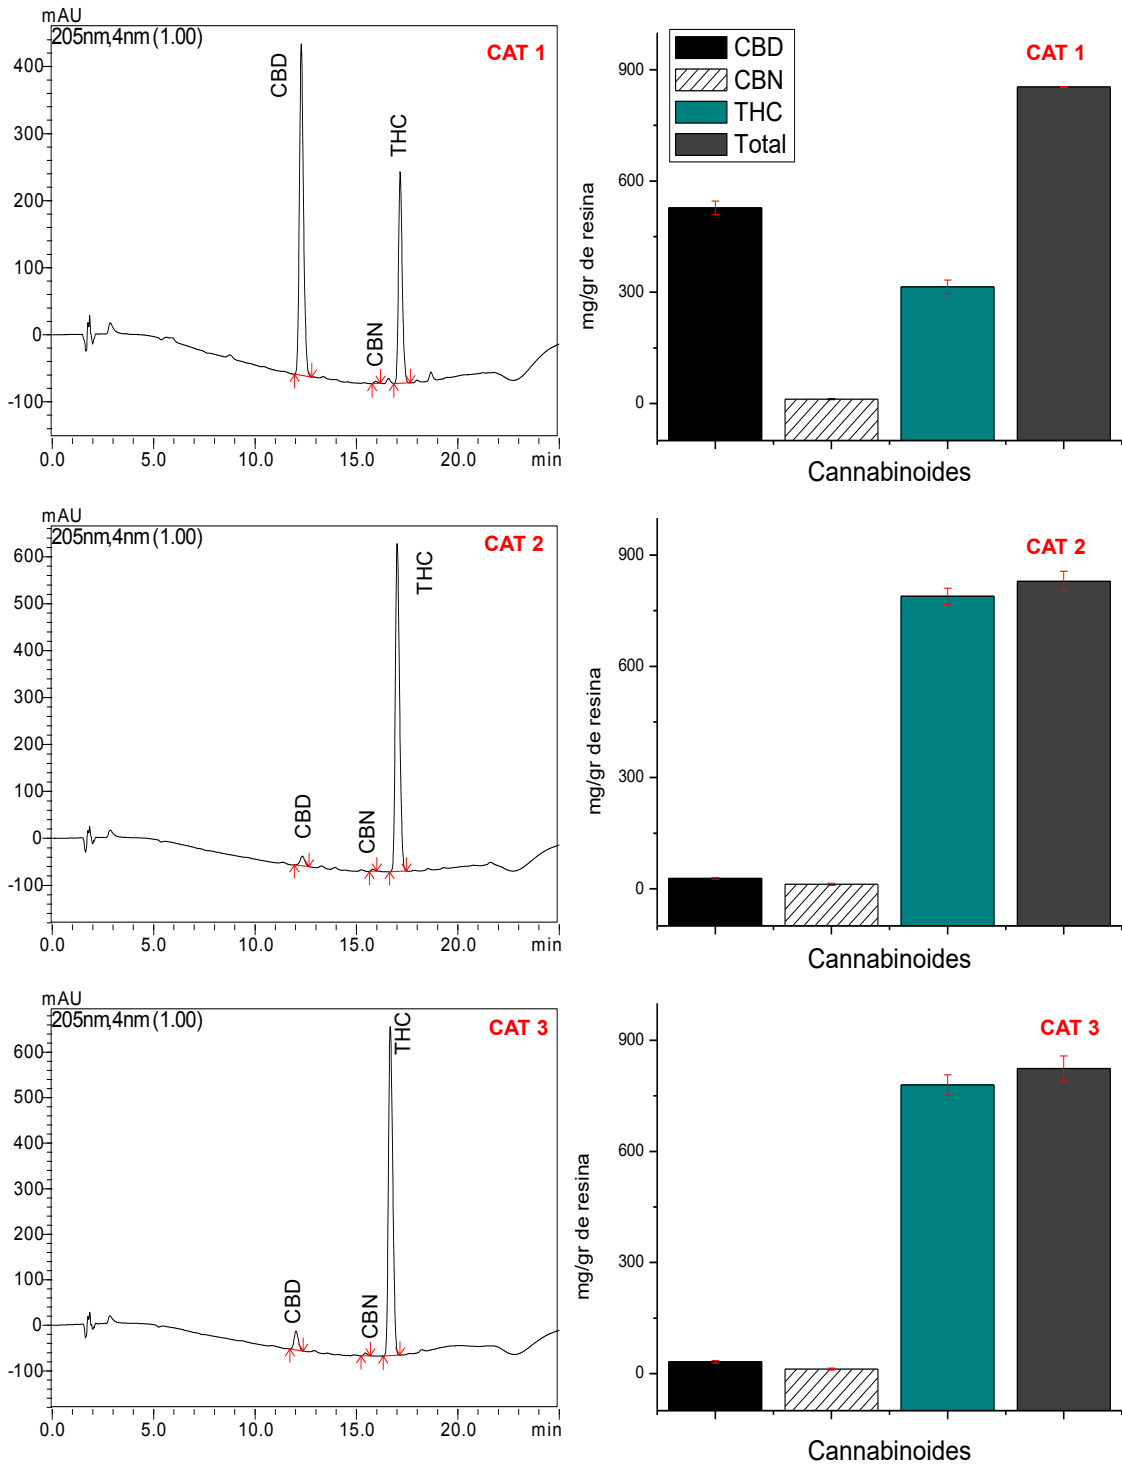 mAU
205nm,4nm (1.00)
CAT 1
CBD
THC
CBN
400
300
200
100
0
-100
0.0 5.0 10.0 15.0 20.0 min
CBD
CBN
THC
Total
CAT 1
mg/gr de resina
900
600
300
0
Cannabinoides
mAU
205nm,4nm (1.00)
CAT 2
THC
CBD
CBN
600
500
400
300
200
100
0
-100
0.0 5.0 10.0 15.0 20.0 min
CAT 2
mg/gr de resina
900
600
300
0
Cannabinoides
mAU
205nm,4nm (1.00)
CAT 3
THC
CBD
CBN
600
500
400
300
200
100
0
-100
0.0 5.0 10.0 15.0 20.0 min
CAT 3
mg/gr de resina
900
600
300
0
Cannabinoides